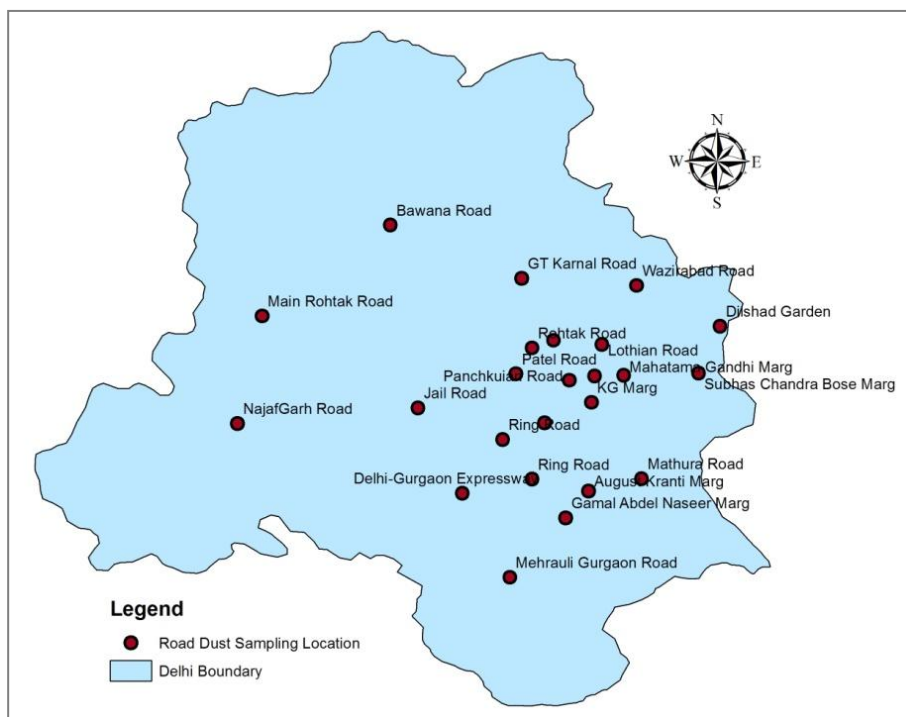 N
W E
S
Bawana Road
GT Karnal Road
Wazirabad Road
Main Rohtak Road
Dilshad Garden
Rohtak Road
Lothian Road
Patel Road
Mahatama Gandhi Marg
Panchkuian Road
Subhas Chandra Bose Marg
KG Marg
Jail Road
NajafGarh Road
Ring Road
Ring Road
Mathura Road
Delhi-Gurgaon Expressway
August Kranti Marg
Gamal Abdel Naseer Marg
Mehrauli Gurgaon Road
Legend
Road Dust Sampling Location
Delhi Boundary